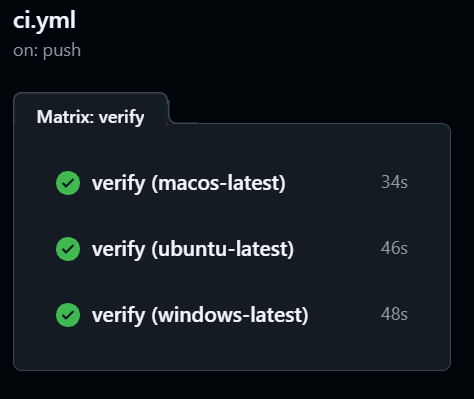 ci.yml
on: push
Matrix: verify
verify (macos-latest) 34s
verify (ubuntu-latest) 46s
verify (windows-latest) 48s